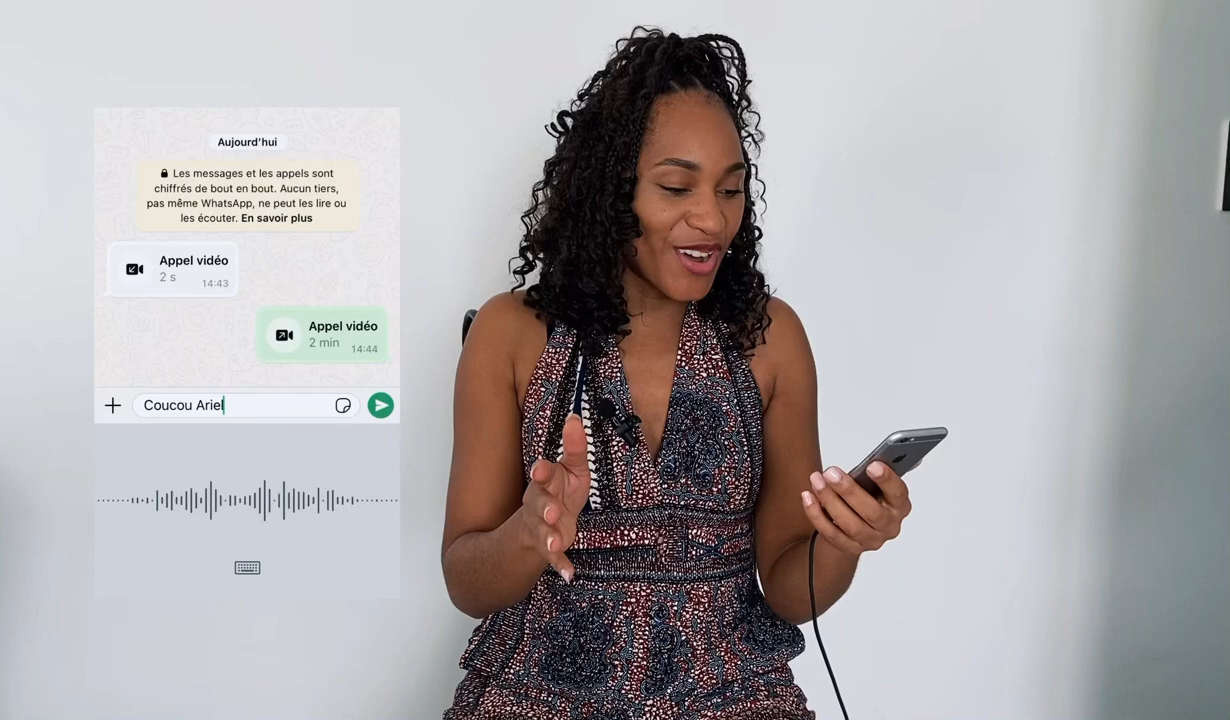 Aujourd'hui
Les messages et les appels sont
chiffrés de bout en bout. Aucun tiers,
pas même WhatsApp, ne peut les lire ou
les écouter. En savoir plus
Appel vidéo
2 s
14:43
Appel vidéo
2 min
14:44
Coucou Ariel